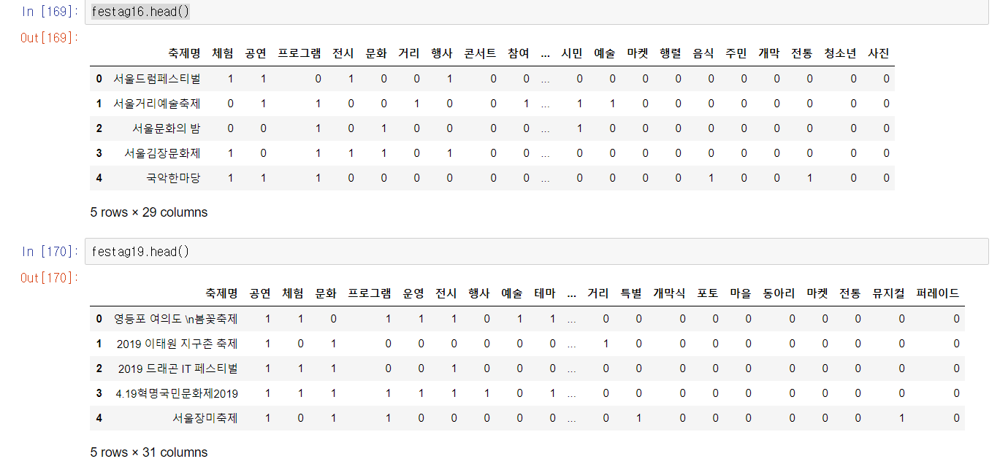 In [169]: festag16.head()
Out[169]:
축제명 체험 공연 프로그램 전시 문화 거리 행사 콘서트 참여 ... 시민 예술 마켓 행렬 음식 주민 개막 전통 청소년 사진
0 서울드럼페스티벌 1 1 0 1 0 0 1 0 0 ... 0 0 0 0 0 0 0 0 0 0
1 서울거리예술축제 0 1 1 0 0 1 0 0 1 ... 1 1 0 0 0 0 0 0 0 0
2 서울문화의 밤 0 0 1 0 1 0 0 0 0 ... 1 0 0 0 0 0 0 0 0 0
3 서울김장문화제 1 0 1 1 1 0 1 0 0 ... 0 0 0 0 0 0 0 0 0 0
4 국악한마당 1 1 1 0 0 0 0 0 0 ... 0 0 0 0 1 0 0 1 0 0
5 rows × 29 columns
In [170]: festag19.head()
Out[170]:
축제명 공연 체험 문화 프로그램 운영 전시 행사 예술 테마 ... 거리 특별 개막식 포토 마을 동아리 마켓 전통 뮤지컬 퍼레이드
0 영등포 여의도 \n봄꽃축제 1 1 0 1 1 1 0 1 1 ... 0 0 0 0 0 0 0 0 0 0
1 2019 이태원 지구촌 축제 1 0 1 0 0 0 0 0 0 ... 1 0 0 0 0 0 0 0 0 0
2 2019 드래곤 IT 페스티벌 1 1 1 0 0 1 0 0 0 ... 0 0 0 0 0 0 0 0 0 0
3 4.19혁명국민문화제2019 1 1 1 1 1 1 1 0 1 ... 0 0 0 0 0 0 0 0 0 0
4 서울장미축제 1 0 1 1 0 0 0 0 0 ... 0 1 0 0 0 0 0 0 1 0
5 rows × 31 columns